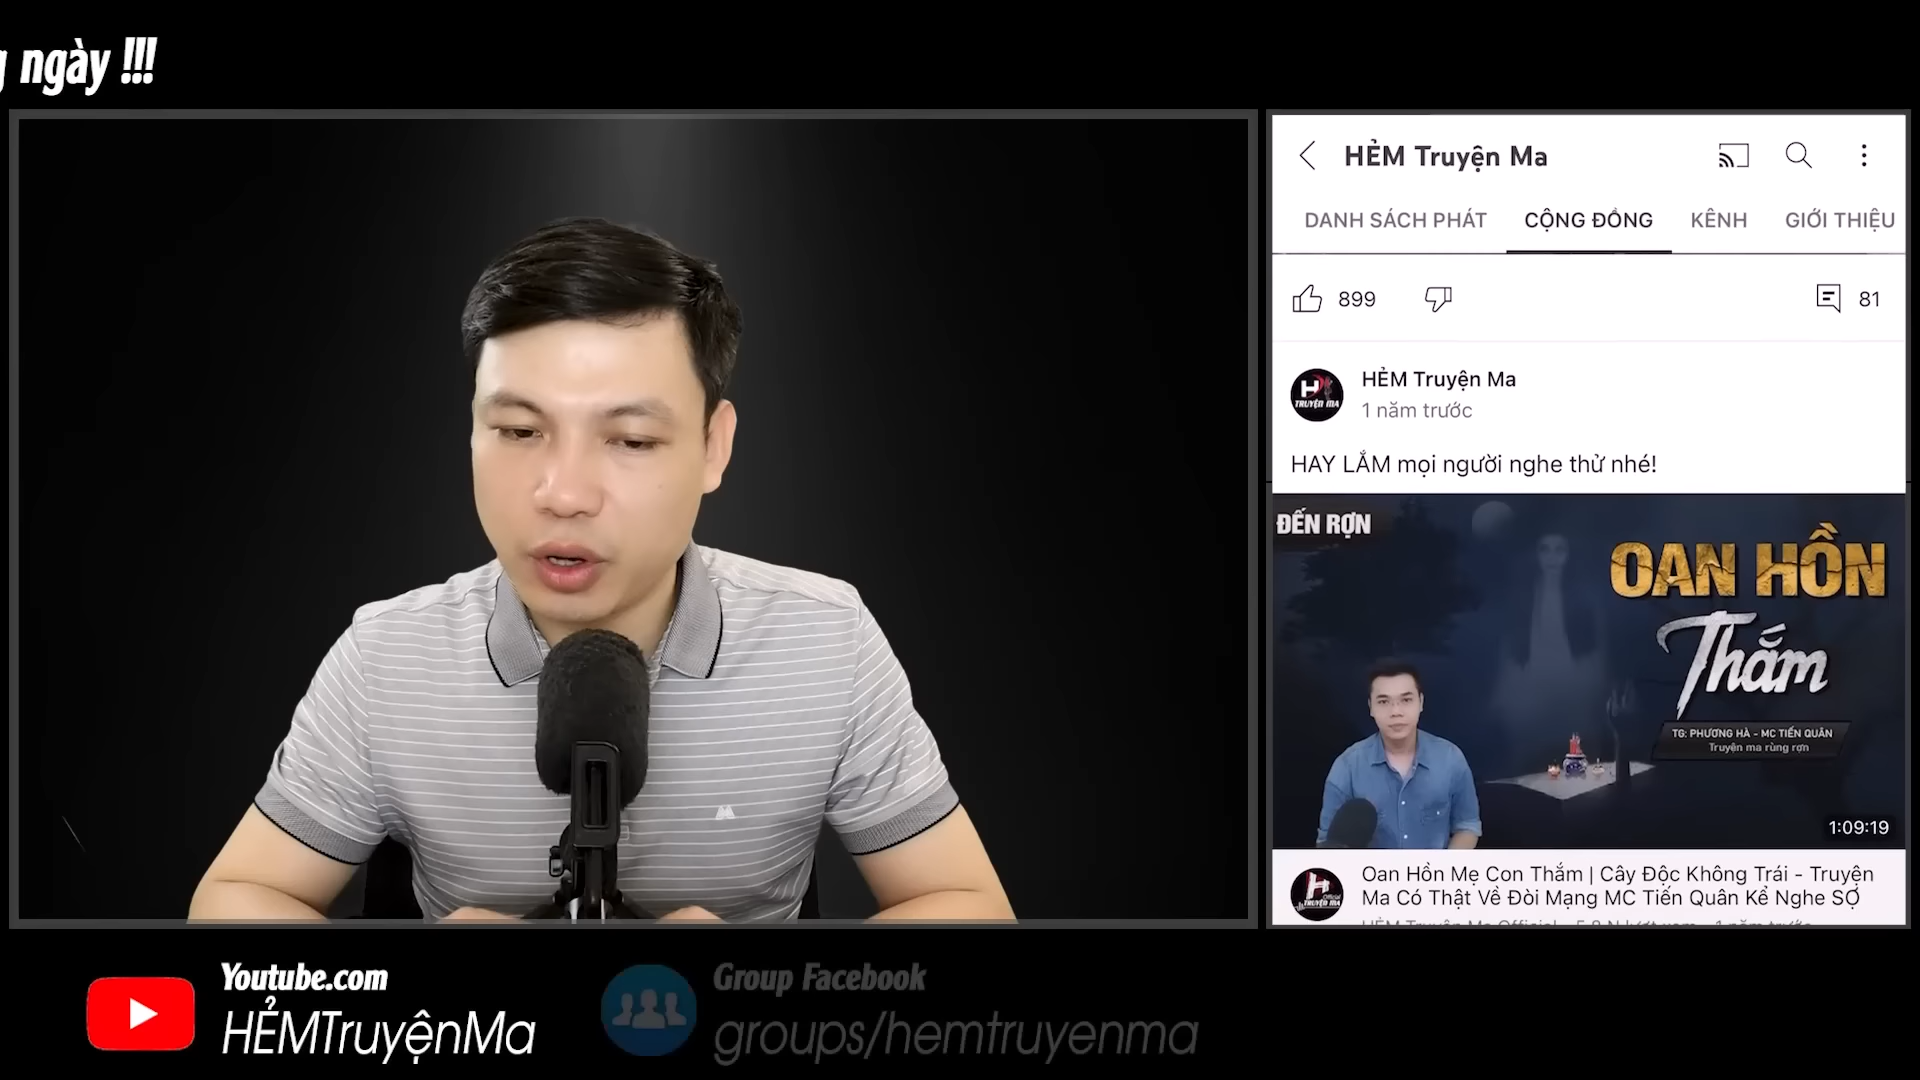 ngày !!!
HẺM Truyện Ma
DANH SÁCH PHÁT
CỘNG ĐỒNG
KÊNH
GIỚI THIỆU
899
81
HẺM Truyện Ma
1 năm trước
HAY LẮM mọi người nghe thử nhé!
ĐẾN RỢN
OAN HỒN
Thắm
TG: PHƯƠNG HÀ - MC TIẾN QUÂN
Truyện ma rùng rợn
1:09:19
Oan Hồn Mẹ Con Thắm | Cây Độc Không Trái - Truyện
Ma Có Thật Về Đòi Mạng MC Tiến Quân Kể Nghe SỢ
Youtube.com
HẺMTruyệnMa
Group Facebook
groups/hemtruyenma